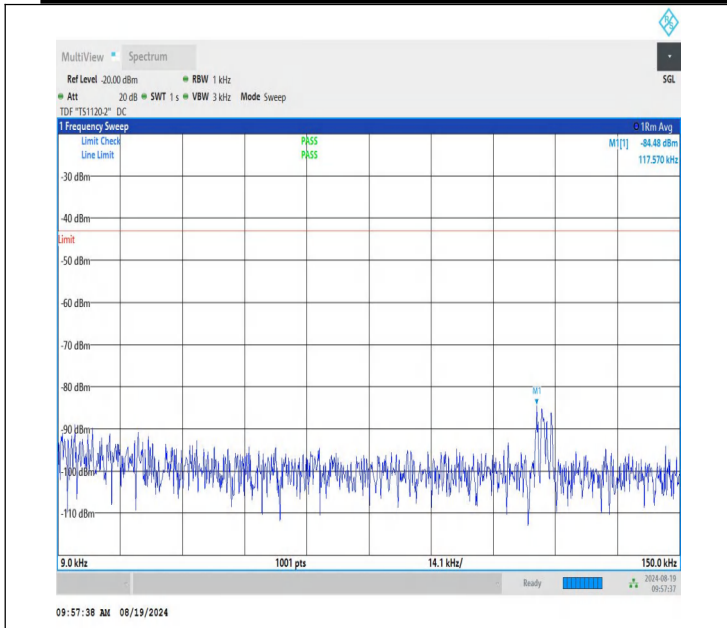 R&S
MultiView Spectrum
Ref Level -20.00 dBm RBW 1 kHz SGL
Att 20 dB SWT 1 s VBW 3 kHz Mode Sweep
TDF "TS1120-2" DC
1 Frequency Sweep 1Rm Avg
Limit Check PASS M1[1] -84.48 dBm
Line Limit PASS 117.570 kHz
-30 dBm
-40 dBm
Limit
-50 dBm
-60 dBm
-70 dBm
-80 dBm
M1
-90 dBm
-100 dBm
-110 dBm
9.0 kHz 1001 pts 14.1 kHz/ 150.0 kHz
Ready 2024-08-19
09:57:37
09:57:38 AM 08/19/2024